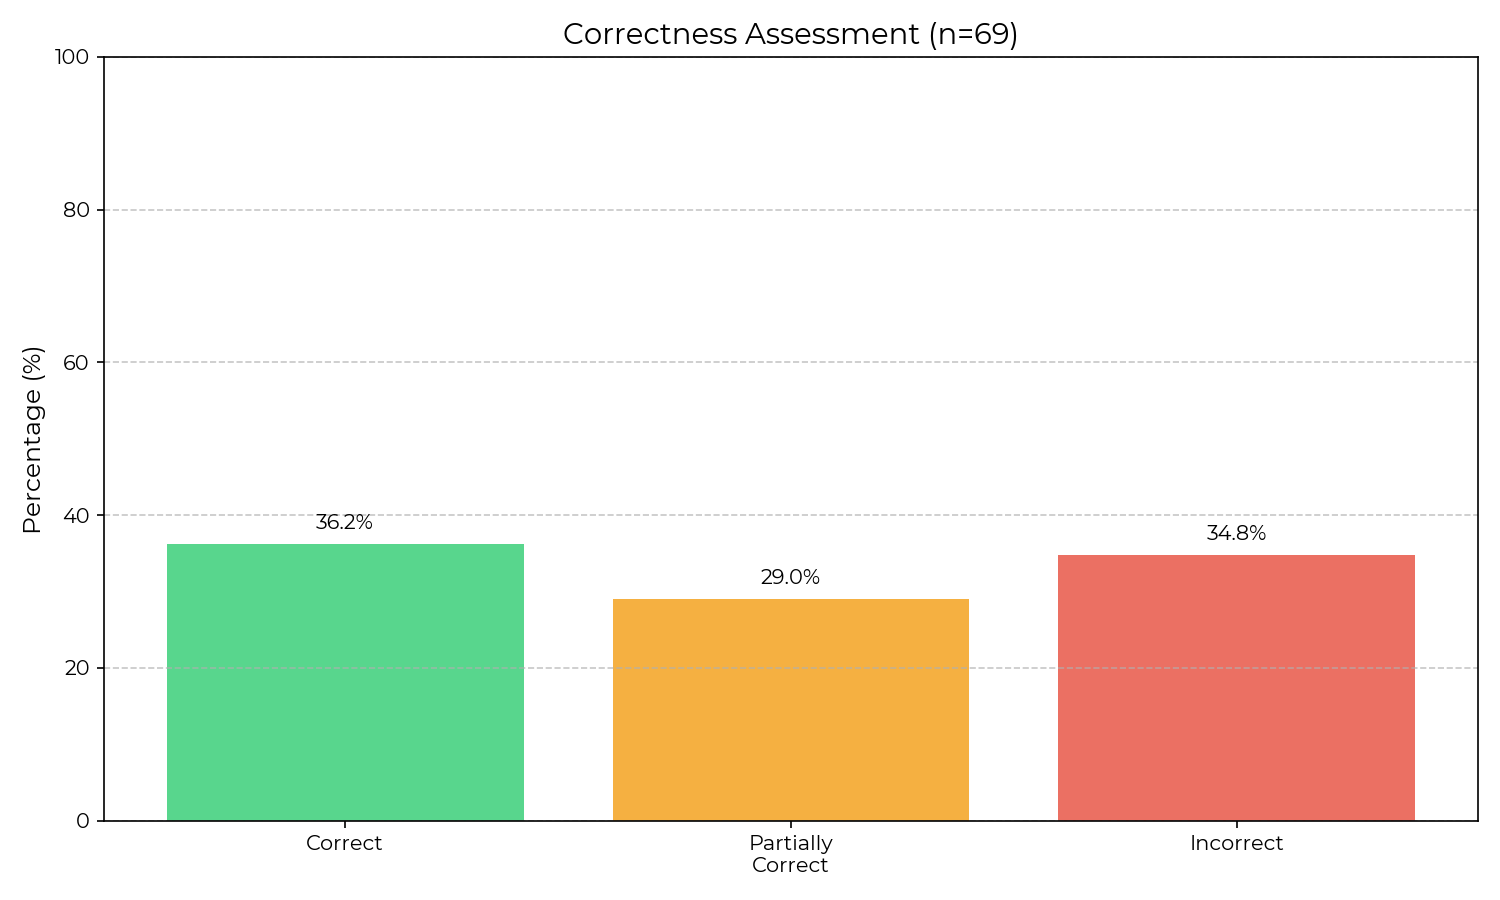 Correctness Assessment (n=69)
Percentage (%)
100
80
60
40
20
0
36.2%
29.0%
34.8%
Correct
Partially
Correct
Incorrect